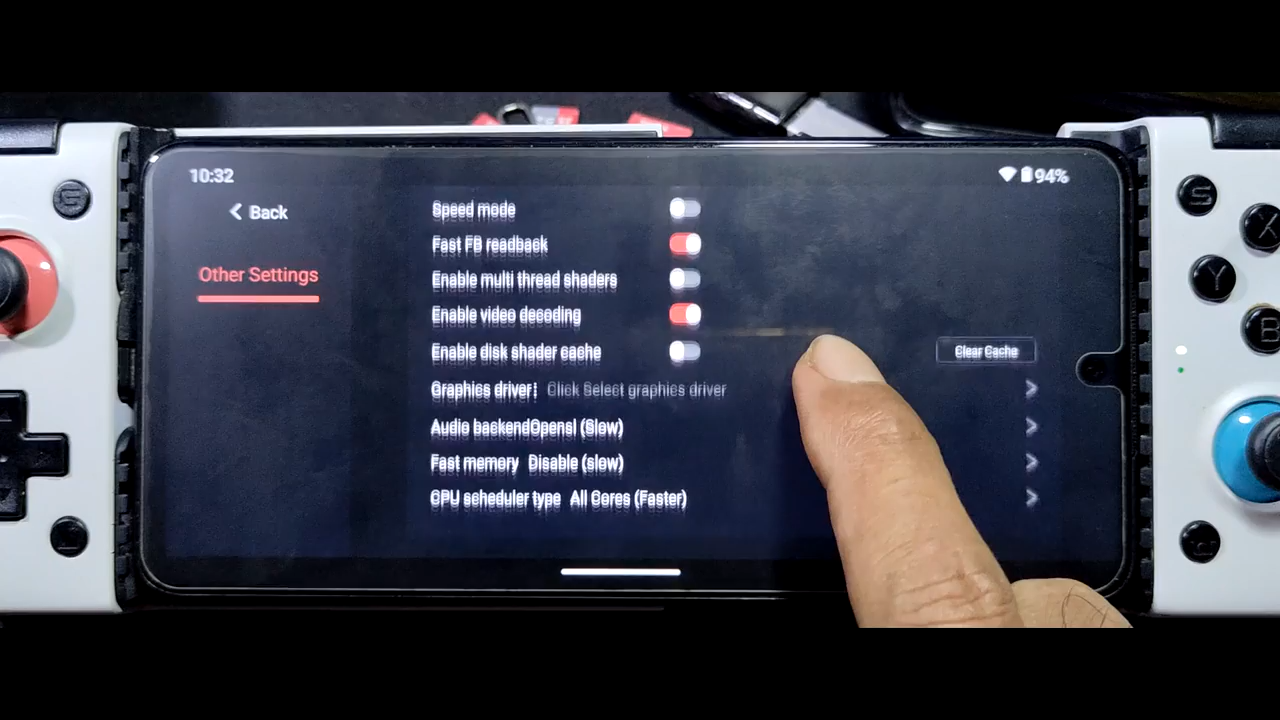 10:32
94%
Back
Other Settings
Speed mode
Fast FB readback
Enable multi thread shaders
Enable video decoding
Enable disk shader cache
Clear Cache
Graphics driver: Click Select graphics driver
Audio backendOpensl (Slow)
Fast memory Disable (slow)
CPU scheduler type All Cores (Faster)
S
X
Y
B